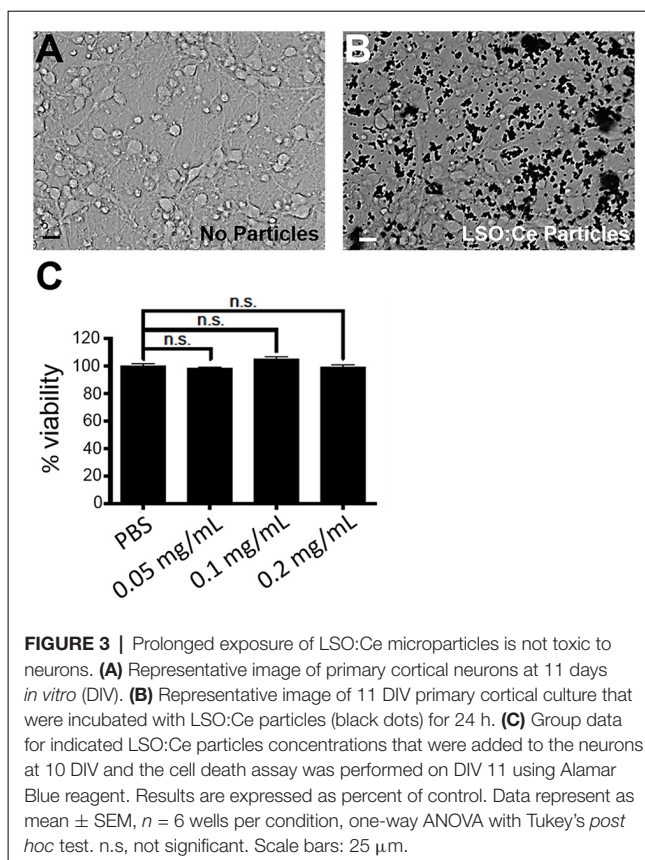 A
No Particles
B
LSO:Ce Particles
C
n.s.
n.s.
n.s.
% viability
120
100
80
60
40
20
0
PBS
0.05 mg/mL
0.1 mg/mL
0.2 mg/mL
FIGURE 3 | Prolonged exposure of LSO:Ce microparticles is not toxic to
neurons. (A) Representative image of primary cortical neurons at 11 days
in vitro (DIV). (B) Representative image of 11 DIV primary cortical culture that
were incubated with LSO:Ce particles (black dots) for 24 h. (C) Group data
for indicated LSO:Ce particles concentrations that were added to the neurons
at 10 DIV and the cell death assay was performed on DIV 11 using Alamar
Blue reagent. Results are expressed as percent of control. Data represent as
mean ± SEM, n = 6 wells per condition, one-way ANOVA with Tukey's post
hoc test. n.s, not significant. Scale bars: 25 μm.